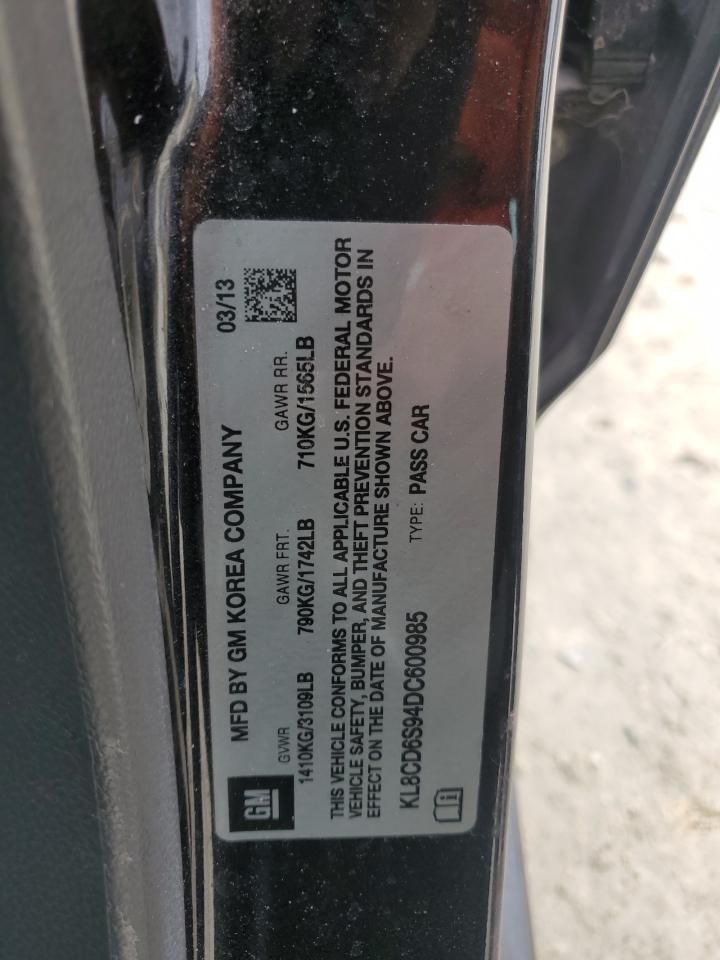 GM
MFD BY GM KOREA COMPANY 03/13
GVWR GAWR FRT. GAWR RR.
1410KG/3109LB 790KG/1742LB 710KG/1565LB
THIS VEHICLE CONFORMS TO ALL APPLICABLE U.S. FEDERAL MOTOR
VEHICLE SAFETY, BUMPER, AND THEFT PREVENTION STANDARDS IN
EFFECT ON THE DATE OF MANUFACTURE SHOWN ABOVE.
KL8CD6S94DC600985 TYPE: PASS CAR